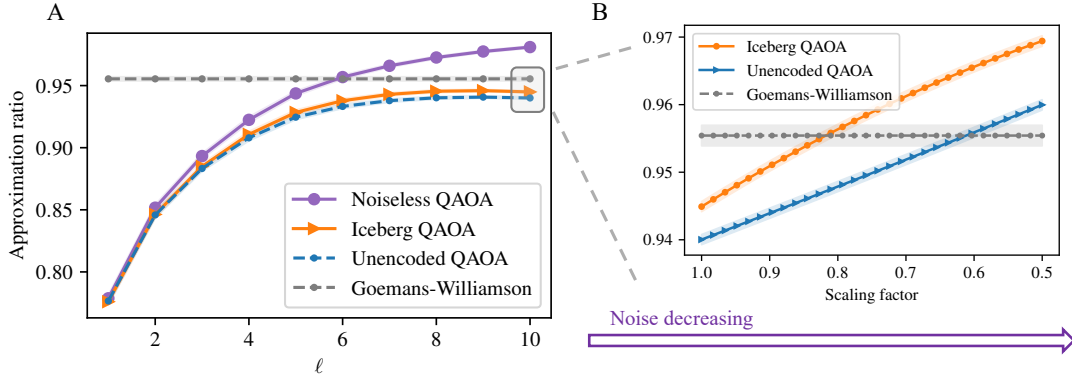 A
Approximation ratio
0.95
0.90
0.85
0.80
2
4
6
8
10
ℓ
Noiseless QAOA
Iceberg QAOA
Unencoded QAOA
Goemans-Williamson
B
0.97
0.96
0.95
0.94
1.0
0.9
0.8
0.7
0.6
0.5
Scaling factor
Iceberg QAOA
Unencoded QAOA
Goemans-Williamson
Noise decreasing